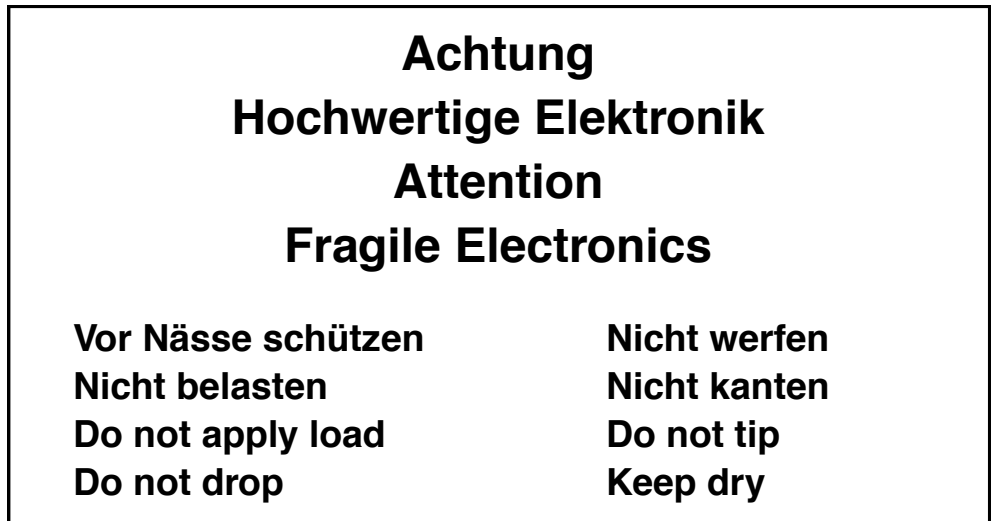 Achtung
Hochwertige Elektronik
Attention
Fragile Electronics
Vor Nässe schützen
Nicht belasten
Do not apply load
Do not drop
Nicht werfen
Nicht kanten
Do not tip
Keep dry